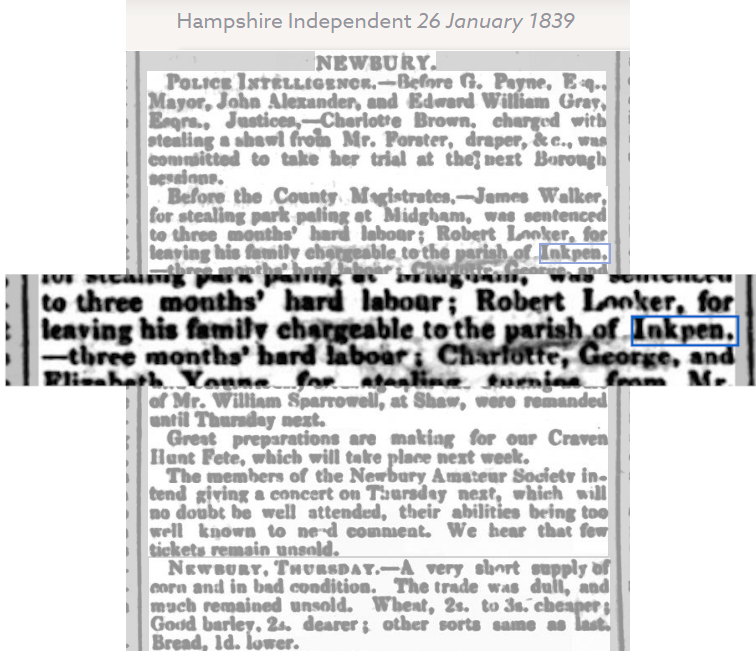 Hampshire Independent 26 January 1839
NEWBURY.
POLICE INTELLIGENCE.—Before G. Payne, Esq.,
Mayor, John Alexander, and Edward William Gray,
Esqrs., Justices,—Charlotte Brown, charged with
stealing a shawl from Mr. Forster, draper, &c., was
committed to take her trial at the next Borough
sessions.
Before the County Magistrates,—James Walker,
for stealing park paling at Midgham, was sentenced
to three months' hard labour; Robert Looker, for
leaving his family chargeable to the parish of Inkpen,
—three months' hard labour; Charlotte, George, and
for stealing park paling at Midgham, was sentenced
to three months' hard labour; Robert Looker, for
leaving his family chargeable to the parish of Inkpen,
—three months' hard labour; Charlotte, George, and
Elizabeth Young for stealing turnips from Mr.
of Mr. William Sparrowell, at Shaw, were remanded
until Thursday next.
Great preparations are making for our Craven
Hunt Fete, which will take place next week.
The members of the Newbury Amateur Society in-
tend giving a concert on Thursday next, which will
no doubt be well attended, their abilities being too
well known to need comment. We hear that few
tickets remain unsold.
NEWBURY, THURSDAY.—A very short supply of
corn and in bad condition. The trade was dull, and
much remained unsold. Wheat, 2s. to 3s. cheaper;
Good barley, 2s. dearer; other sorts same as last.
Bread, 1d. lower.